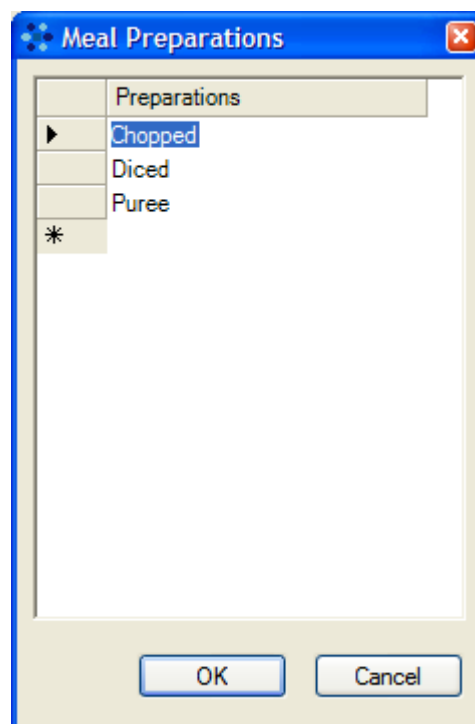 Meal Preparations
Preparations
Chopped
Diced
Puree
OK
Cancel